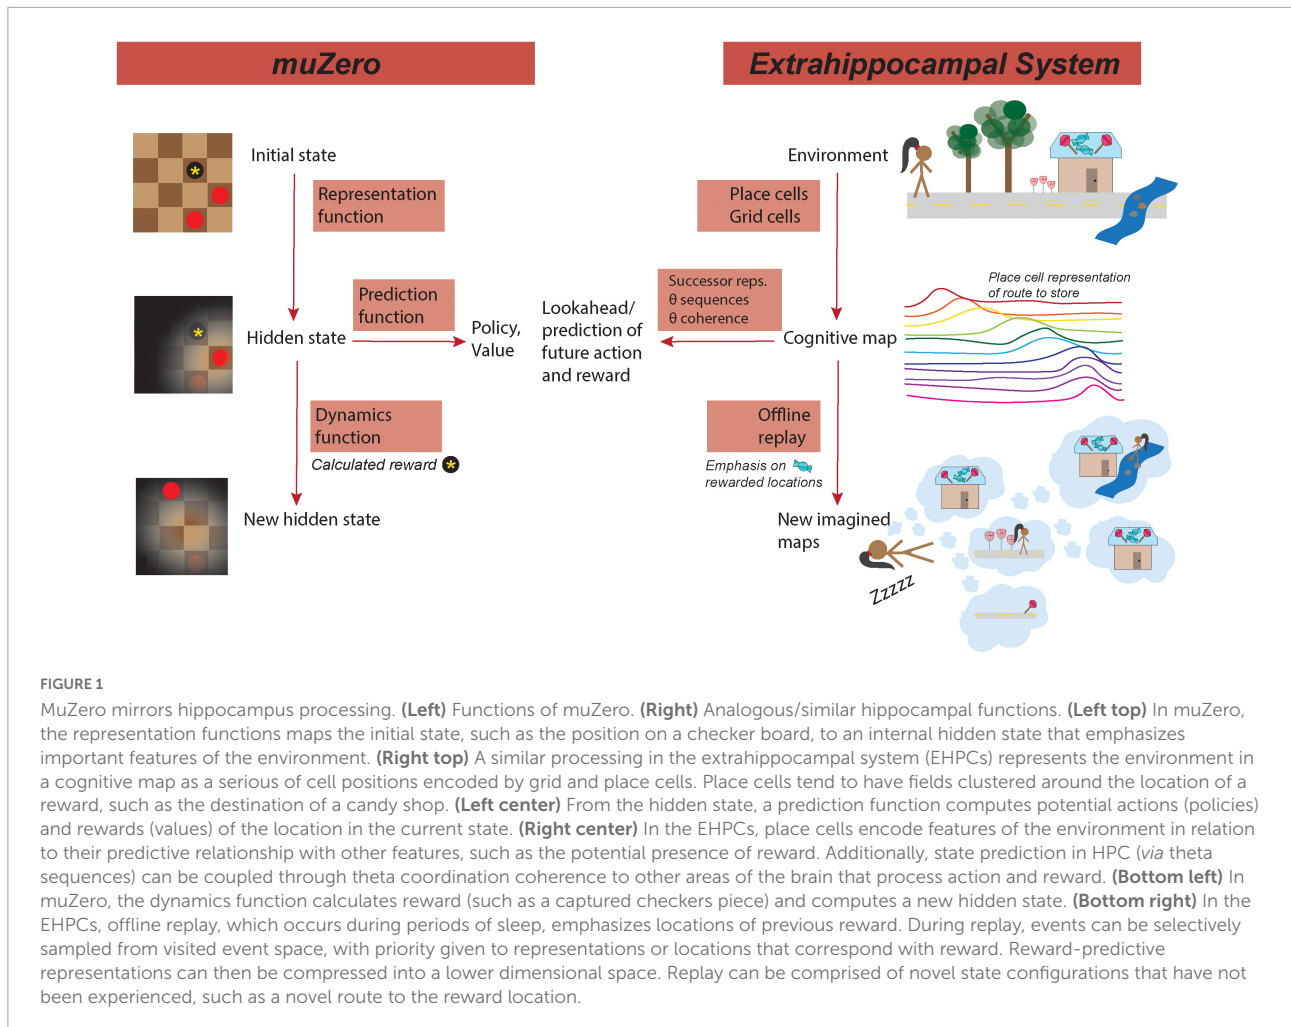 muZero
Extrahippocampal System
Initial state
Representation
function
Environment
Place cells
Grid cells
Prediction
function
Hidden state
Policy,
Value
Lookahead/
prediction of
future action
and reward
Successor reps.
θ sequences
θ coherence
Cognitive map
Place cell representation
of route to store
Dynamics
function
Calculated reward
Offline
replay
Emphasis on
rewarded locations
New hidden state
New imagined
maps
Zzzzz
FIGURE 1
MuZero mirrors hippocampus processing. (Left) Functions of muZero. (Right) Analogous/similar hippocampal functions. (Left top) In muZero,
the representation functions maps the initial state, such as the position on a checker board, to an internal hidden state that emphasizes
important features of the environment. (Right top) A similar processing in the extrahippocampal system (EHPCs) represents the environment in
a cognitive map as a serious of cell positions encoded by grid and place cells. Place cells tend to have fields clustered around the location of a
reward, such as the destination of a candy shop. (Left center) From the hidden state, a prediction function computes potential actions (policies)
and rewards (values) of the location in the current state. (Right center) In the EHPCs, place cells encode features of the environment in relation
to their predictive relationship with other features, such as the potential presence of reward. Additionally, state prediction in HPC (via theta
sequences) can be coupled through theta coordination coherence to other areas of the brain that process action and reward. (Bottom left) In
muZero, the dynamics function calculates reward (such as a captured checkers piece) and computes a new hidden state. (Bottom right) In the
EHPCs, offline replay, which occurs during periods of sleep, emphasizes locations of previous reward. During replay, events can be selectively
sampled from visited event space, with priority given to representations or locations that correspond with reward. Reward-predictive
representations can then be compressed into a lower dimensional space. Replay can be comprised of novel state configurations that have not
been experienced, such as a novel route to the reward location.